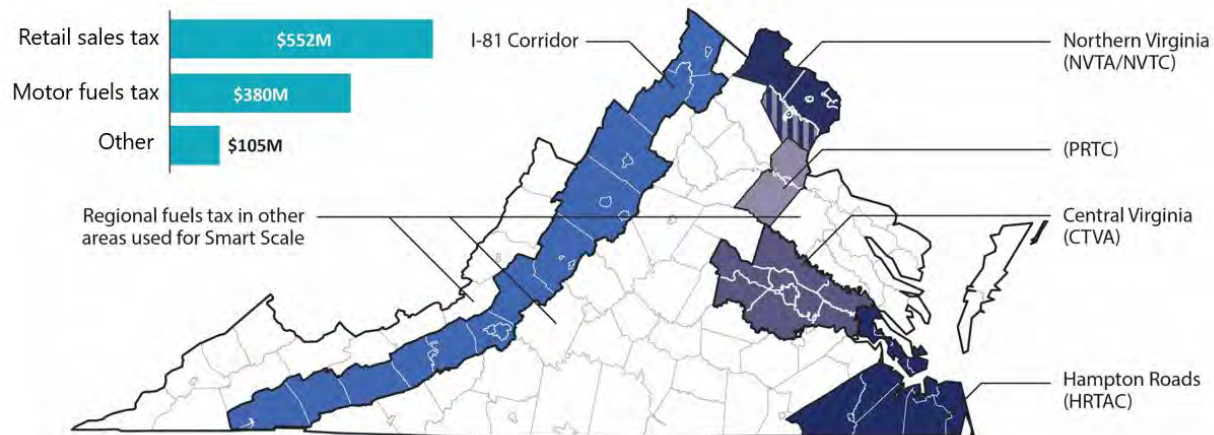 Retail sales tax
$552M
Motor fuels tax
$380M
Other
$105M
I-81 Corridor
Northern Virginia
(NVTA/NVTC)
(PRTC)
Regional fuels tax in other
areas used for Smart Scale
Central Virginia
(CTVA)
Hampton Roads
(HRTAC)